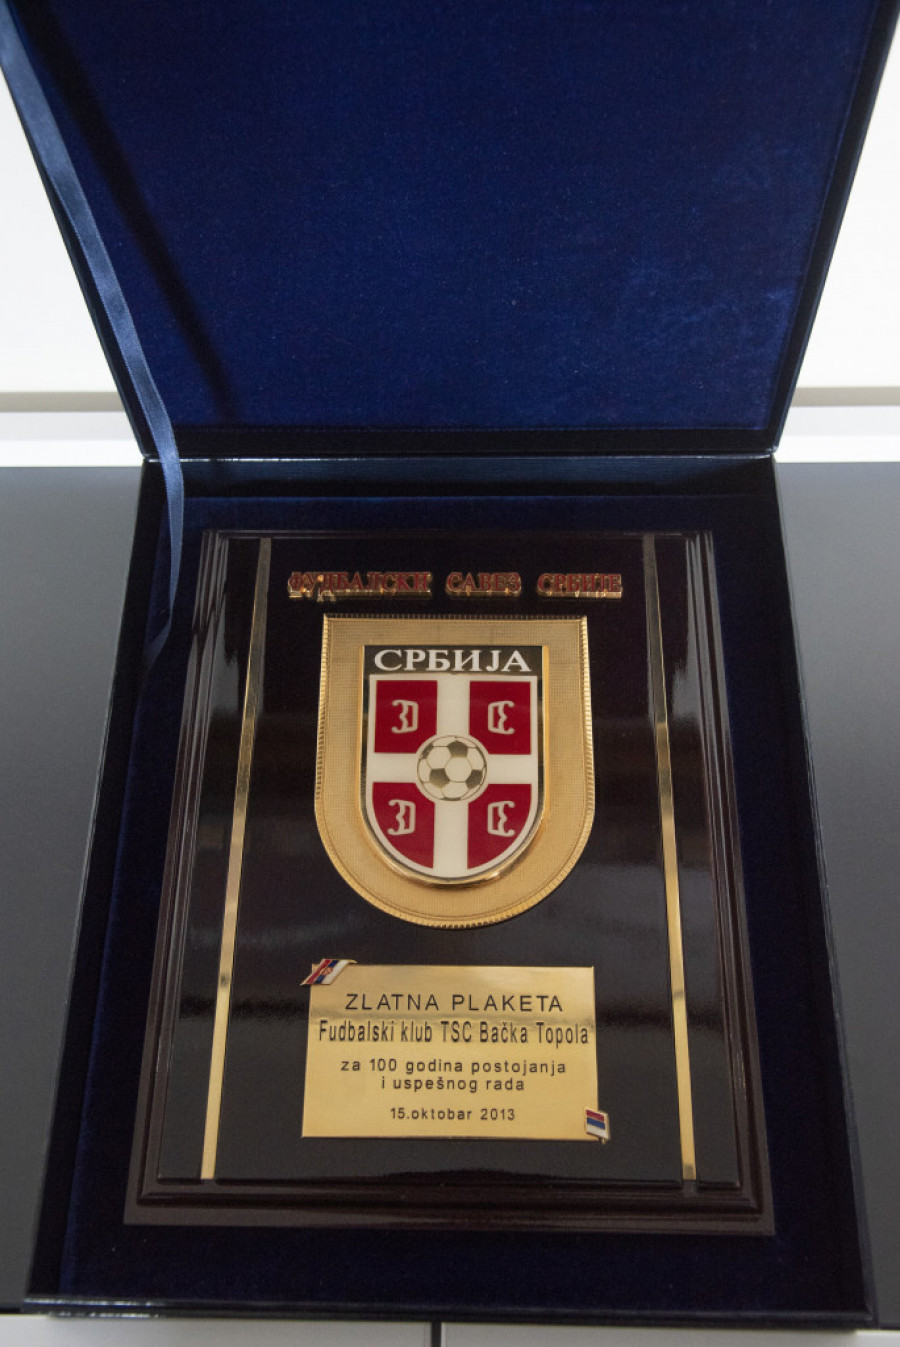 ФУДБАЛСКИ САВЕЗ СРБИЈЕ
СРБИЈА
ZLATNA PLAKETA
Fudbalski klub TSC Bačka Topola
za 100 godina postojanja
i uspešnog rada
15.oktobar 2013